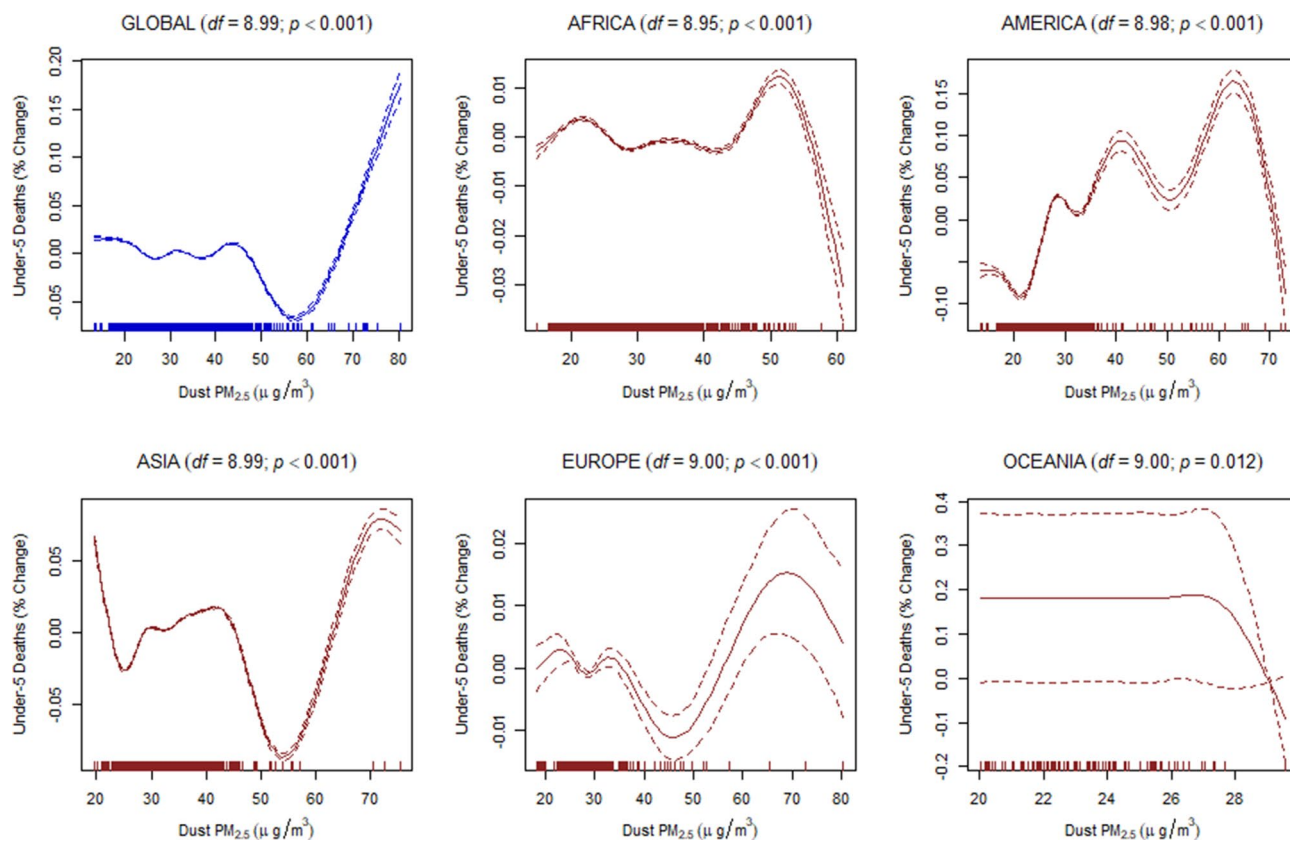 GLOBAL (df = 8.99; p < 0.001)
Under-5 Deaths (% Change)
0.20
0.15
0.10
0.05
0.00
-0.05
20 30 40 50 60 70 80
Dust PM2.5 (μ g/m3)
AFRICA (df = 8.95; p < 0.001)
Under-5 Deaths (% Change)
0.01
0.00
-0.01
-0.03
20 30 40 50 60
Dust PM2.5 (μ g/m3)
AMERICA (df = 8.98; p < 0.001)
Under-5 Deaths (% Change)
0.15
0.05
0.00
-0.10
20 30 40 50 60 70
Dust PM2.5 (μ g/m3)
ASIA (df = 8.99; p < 0.001)
Under-5 Deaths (% Change)
0.05
0.00
-0.05
20 30 40 50 60 70
Dust PM2.5 (μ g/m3)
EUROPE (df = 9.00; p < 0.001)
Under-5 Deaths (% Change)
0.02
0.01
0.00
-0.01
20 30 40 50 60 70 80
Dust PM2.5 (μ g/m3)
OCEANIA (df = 9.00; p = 0.012)
Under-5 Deaths (% Change)
0.4
0.3
0.2
0.1
0.0
-0.2
20 22 24 26 28
Dust PM2.5 (μ g/m3)